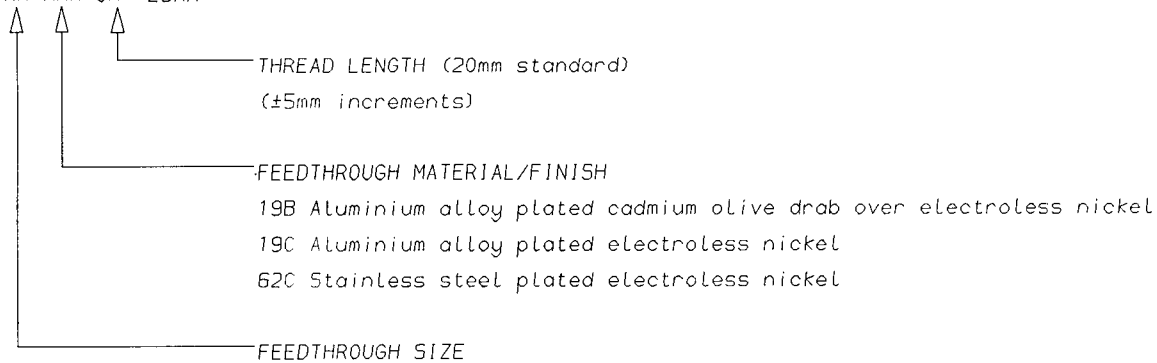 THREAD LENGTH (20mm standard)
(±5mm increments)
FEEDTHROUGH MATERIAL/FINISH
19B Aluminium alloy plated cadmium olive drab over electroless nickel
19C Aluminium alloy plated electroless nickel
62C Stainless steel plated electroless nickel
FEEDTHROUGH SIZE